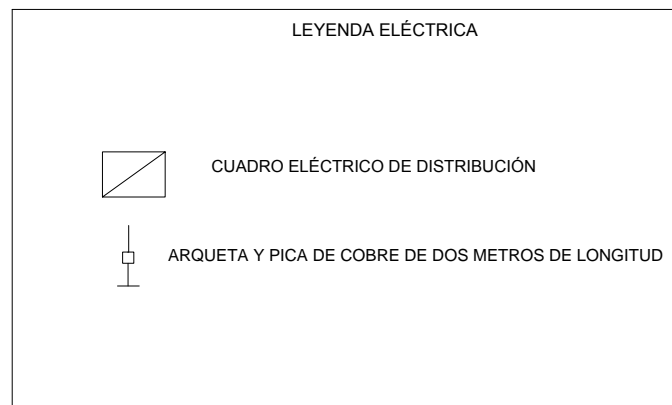 LEYENDA ELÉCTRICA
CUADRO ELÉCTRICO DE DISTRIBUCIÓN
ARQUETA Y PICA DE COBRE DE DOS METROS DE LONGITUD